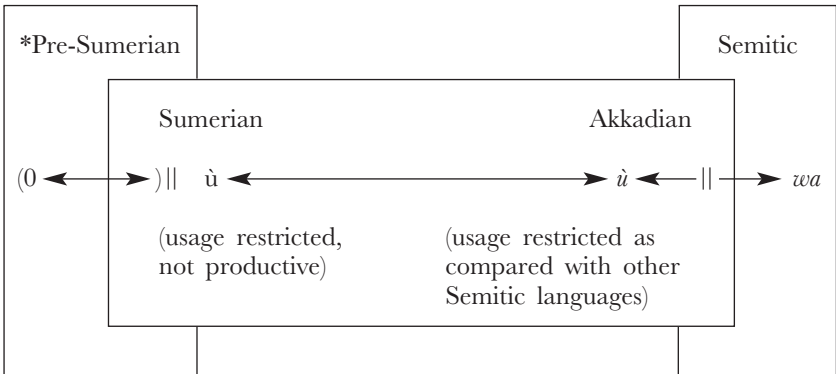 *Pre-Sumerian Semitic
Sumerian Akkadian
(0 )|| ù ù || wa
(usage restricted, (usage restricted as
not productive) compared with other
Semitic languages)